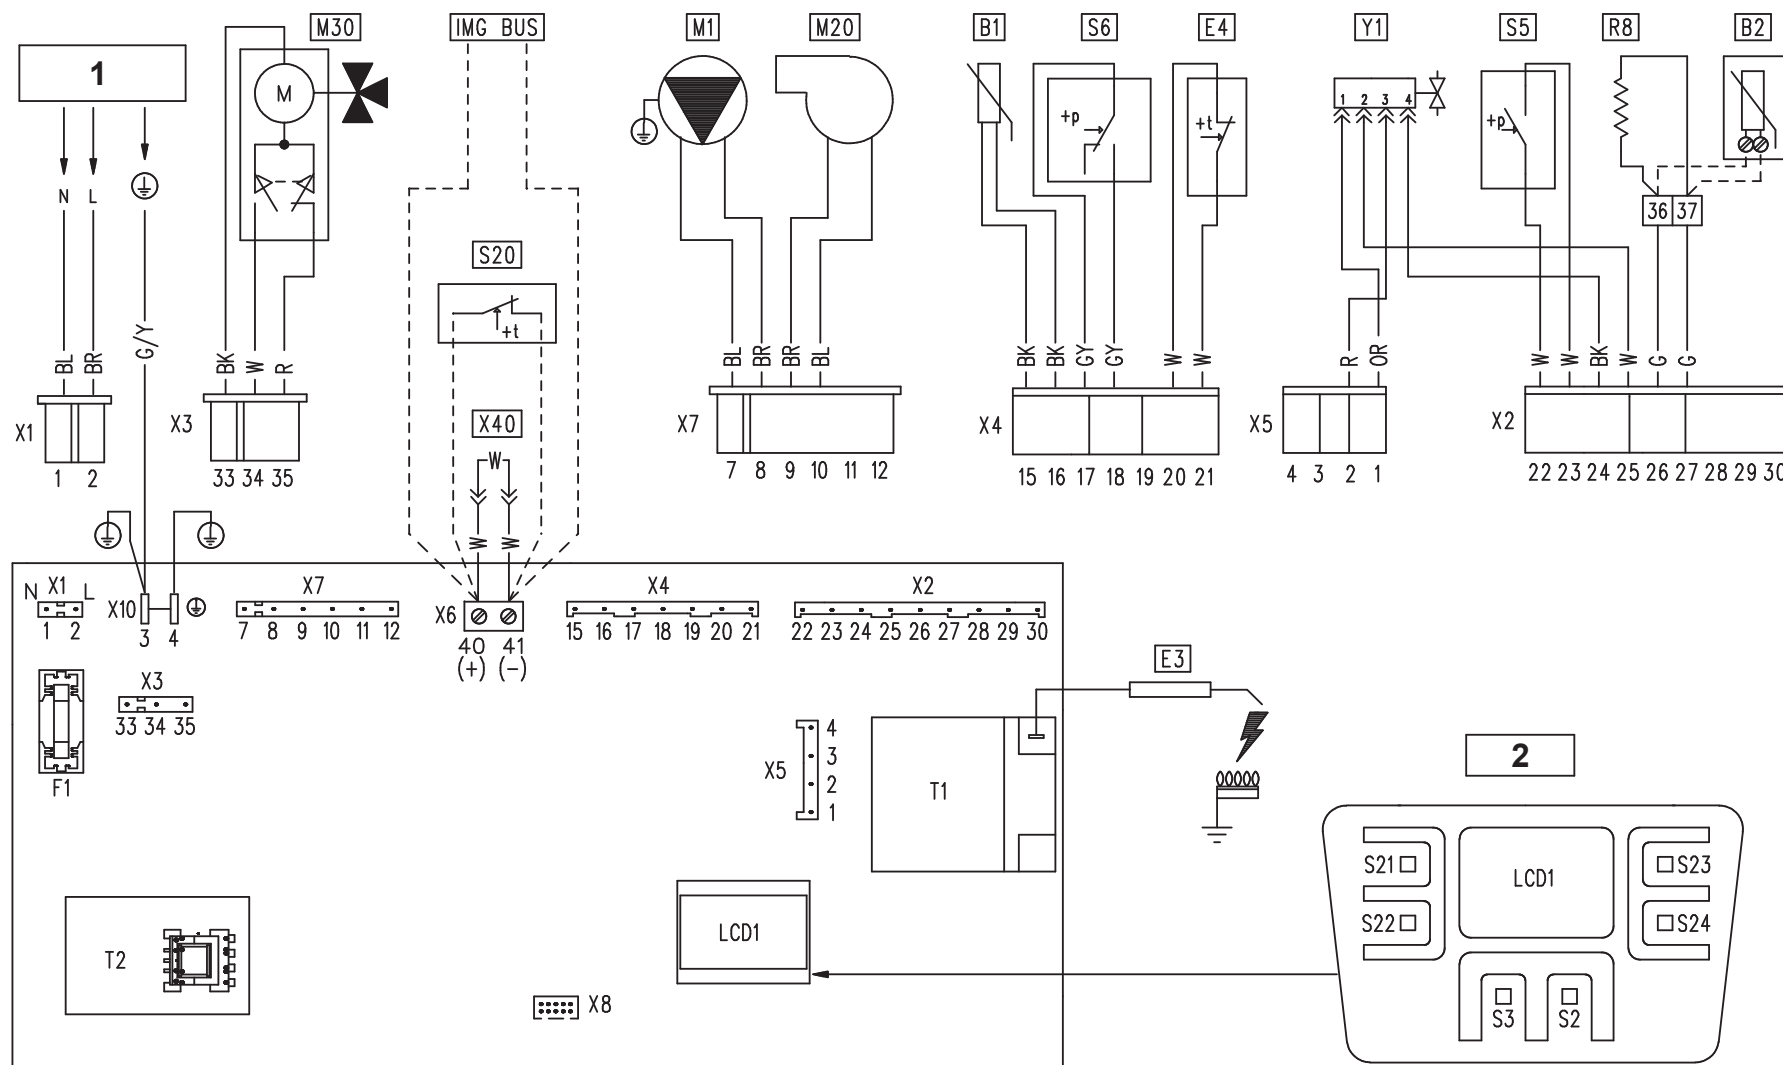 M30 IMG BUS M1 M20 B1 S6 E4 Y1 S5 R8 B2
1
M
1 2 3 4
+p +t +p
N L
36 37
S20
+t
G/Y
BL BR BK W R BL BR BR BL BK BK GY GY W W R OR W W BK W G G
X40
W
X1 X3 X7 X4 X5 X2
1 2 33 34 35 7 8 9 10 11 12 15 16 17 18 19 20 21 4 3 2 1 22 23 24 25 26 27 28 29 30
W W
N X1 L X10 X7 X6 X4 X2
1 2 3 4 7 8 9 10 11 12 40 41 15 16 17 18 19 20 21 22 23 24 25 26 27 28 29 30
(+) (-)
E3
X3
33 34 35
F1
X5
4
3
2
1
T1
2
S21 LCD1 S23
S22 S24
S3 S2
LCD1
T2
X8